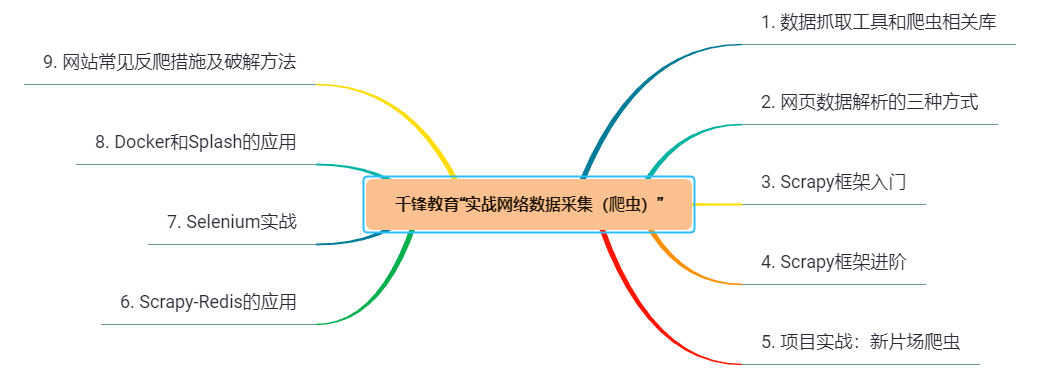 千锋教育“实战网络数据采集（爬虫）”
1. 数据抓取工具和爬虫相关库
2. 网页数据解析的三种方式
3. Scrapy框架入门
4. Scrapy框架进阶
5. 项目实战：新片场爬虫
6. Scrapy-Redis的应用
7. Selenium实战
8. Docker和Splash的应用
9. 网站常见反爬措施及破解方法